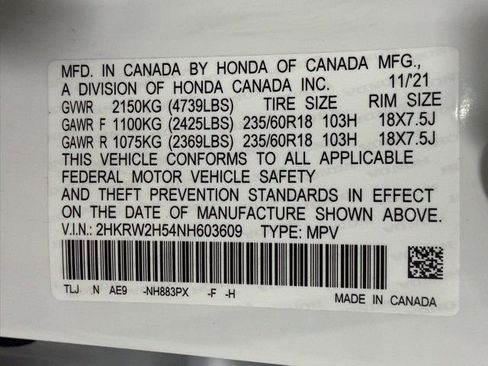 MFD. IN CANADA BY HONDA OF CANADA MFG.,
A DIVISION OF HONDA CANADA INC. 11/'21
GVWR 2150KG (4739LBS) TIRE SIZE RIM SIZE
GAWR F 1100KG (2425LBS) 235/60R18 103H 18X7.5J
GAWR R 1075KG (2369LBS) 235/60R18 103H 18X7.5J
THIS VEHICLE CONFORMS TO ALL APPLICABLE
FEDERAL MOTOR VEHICLE SAFETY
AND THEFT PREVENTION STANDARDS IN EFFECT
ON THE DATE OF MANUFACTURE SHOWN ABOVE.
V.I.N.: 2HKRW2H54NH603609 TYPE: MPV
TLJ N AE9 -NH883PX -F -H
MADE IN CANADA